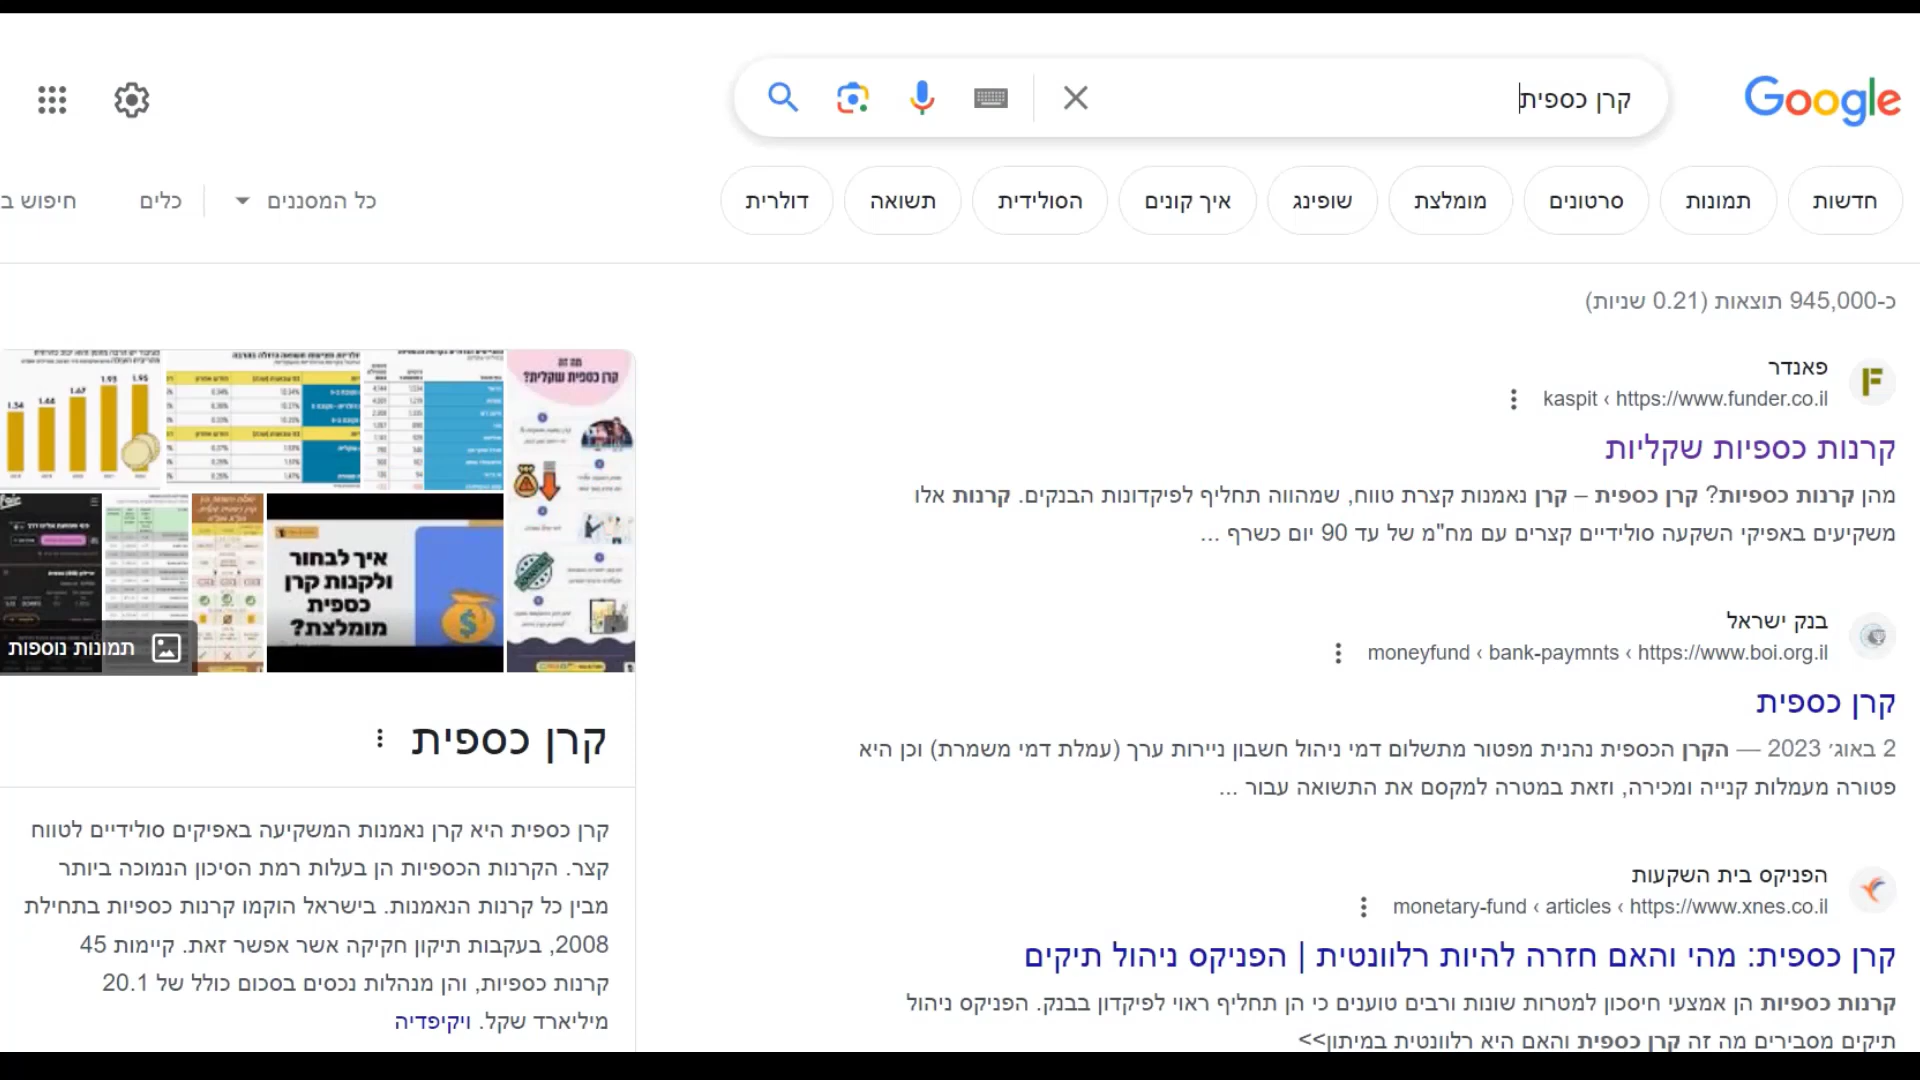 Google
קרן כספית
חדשות
תמונות
סרטונים
מומלצת
שופינג
איך קונים
הסולידית
תשואה
דולרית
כל המסננים
כלים
חיפוש ב
כ-945,000 תוצאות (0.21 שניות)
פאנדר
https://www.funder.co.il › kaspit
קרנות כספיות שקליות
מהן קרנות כספיות? קרן כספית – קרן נאמנות קצרת טווח, שמהווה תחליף לפיקדונות הבנקים. קרנות אלו
משקיעים באפיקי השקעה סולידיים קצרים עם מח"מ של עד 90 יום כשרף ...
בנק ישראל
https://www.boi.org.il › bank-paymnts › moneyfund
קרן כספית
2 באוג׳ 2023 — הקרן הכספית נהנית מפטור מתשלום דמי ניהול חשבון ניירות ערך (עמלת דמי משמרת) וכן היא
פטורה מעמלות קנייה ומכירה, וזאת במטרה למקסם את התשואה עבור ...
הפניקס בית השקעות
https://www.xnes.co.il › articles › monetary-fund
קרן כספית: מהי והאם חזרה להיות רלוונטית | הפניקס ניהול תיקים
קרנות כספיות הן אמצעי חיסכון למטרות שונות ורבים טוענים כי הן תחליף ראוי לפיקדון בבנק. הפניקס ניהול
תיקים מסבירים מה זה קרן כספית והאם היא רלוונטית במיתון>>
מה זה
קרן כספית שקלית?
1.54
1.67
1.93
1.95
איך לבחור
ולקנות קרן
כספית
מומלצת?
תמונות נוספות
קרן כספית
קרן כספית היא קרן נאמנות המשקיעה באפיקים סולידיים לטווח
קצר. הקרנות הכספיות הן בעלות רמת הסיכון הנמוכה ביותר
מבין כל קרנות הנאמנות. בישראל הוקמו קרנות כספיות בתחילת
2008, בעקבות תיקון חקיקה אשר אפשר זאת. קיימות 45
קרנות כספיות, והן מנהלות נכסים בסכום כולל של 20.1
מיליארד שקל. ויקיפדיה